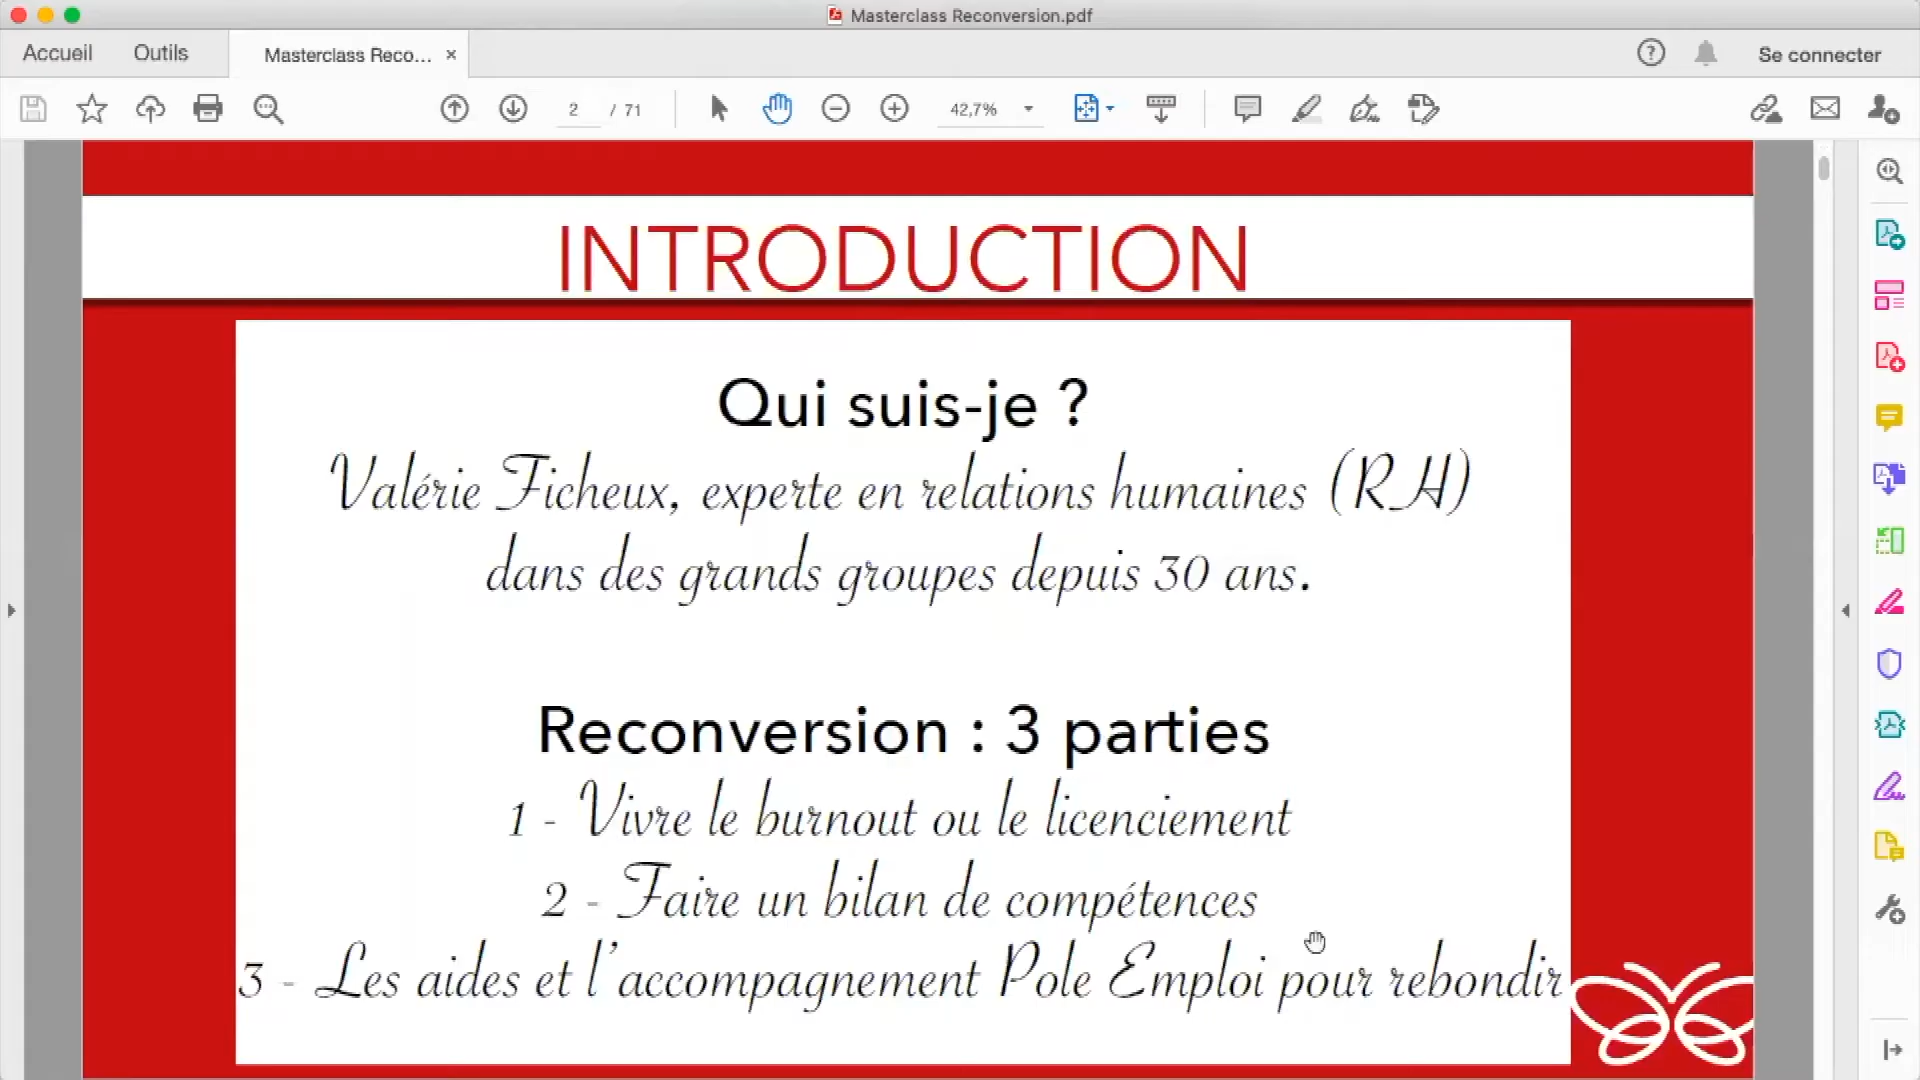 Masterclass Reconversion.pdf
Accueil Outils Masterclass Reco... × Se connecter
2 / 71 42,7%
INTRODUCTION
Qui suis-je ?
Valérie Ficheux, experte en relations humaines (RH)
dans des grands groupes depuis 30 ans.
Reconversion : 3 parties
1 - Vivre le burnout ou le licenciement
2 - Faire un bilan de compétences
3 - Les aides et l’accompagnement Pole Emploi pour rebondir